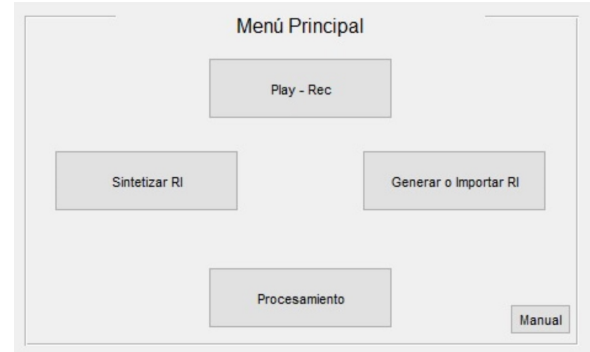 Menú Principal
Play - Rec
Sintetizar RI
Generar o Importar RI
Procesamiento
Manual